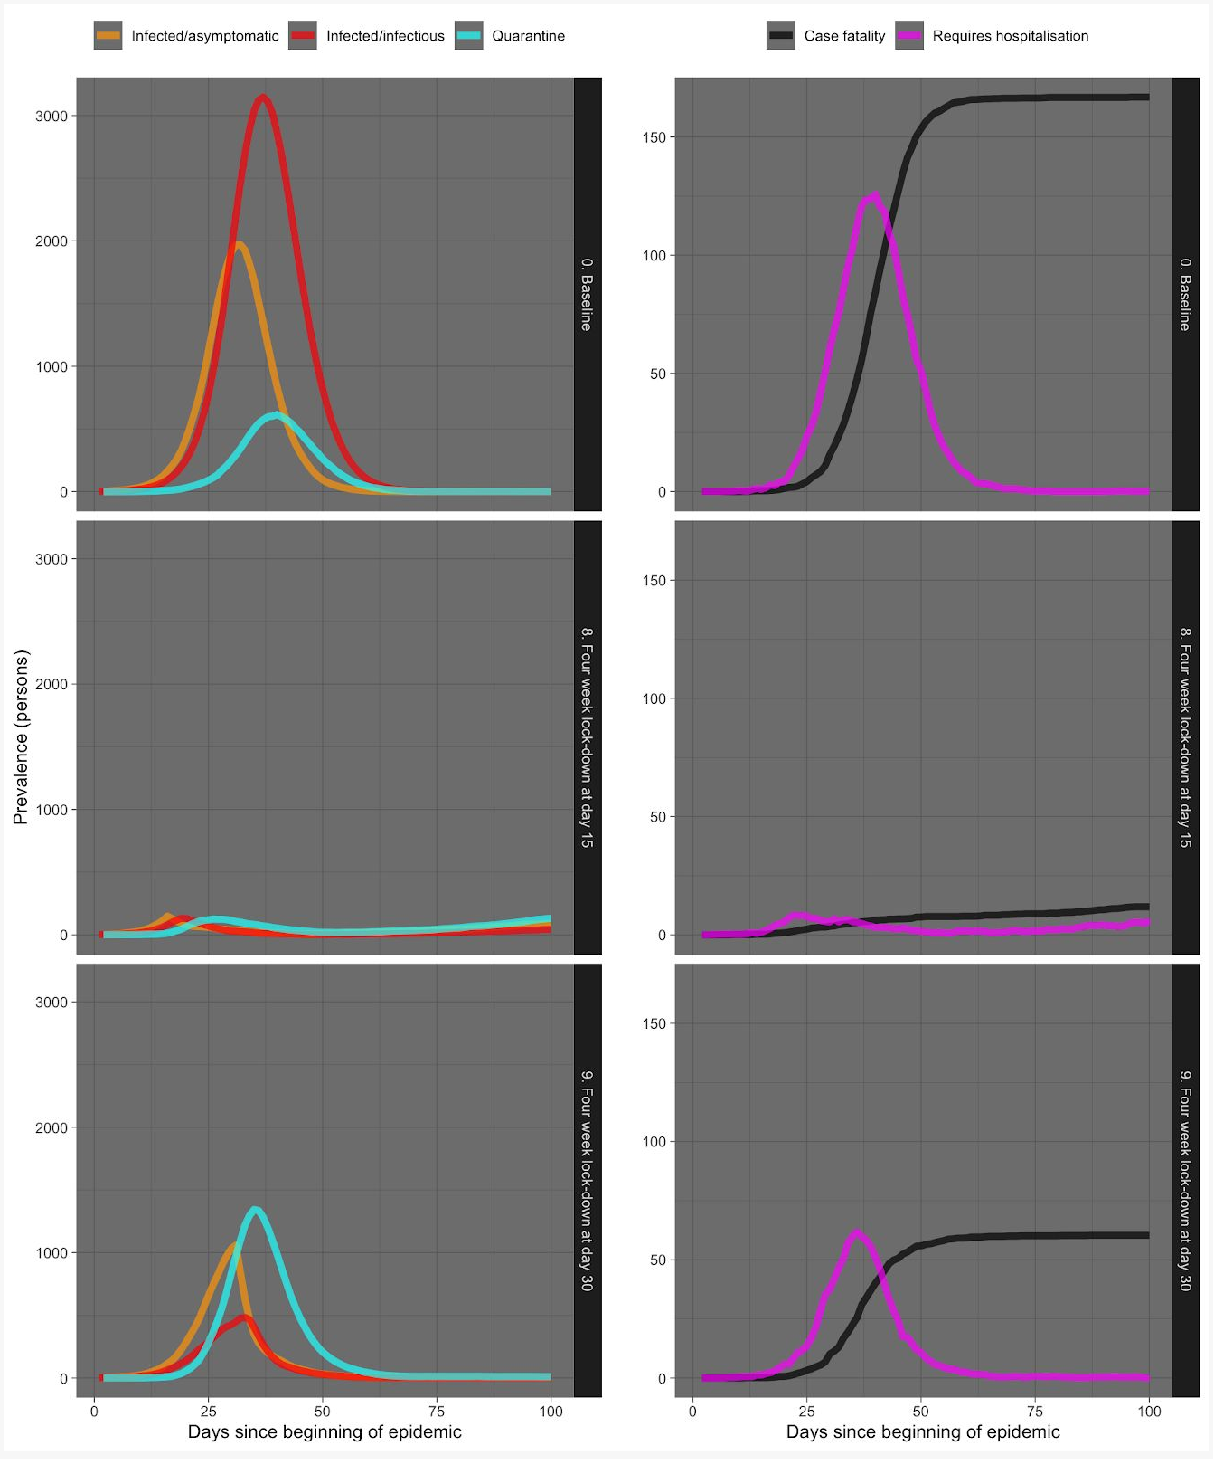 Infected/asymptomatic Infected/infectious Quarantine
Case fatality Requires hospitalisation
Prevalence (persons)
3000
2000
1000
0
0. Baseline
150
100
50
0
0. Baseline
3000
2000
1000
0
8. Four week lock-down at day 15
150
100
50
0
8. Four week lock-down at day 15
3000
2000
1000
0
9. Four week lock-down at day 30
150
100
50
0
9. Four week lock-down at day 30
0 25 50 75 100
Days since beginning of epidemic
0 25 50 75 100
Days since beginning of epidemic